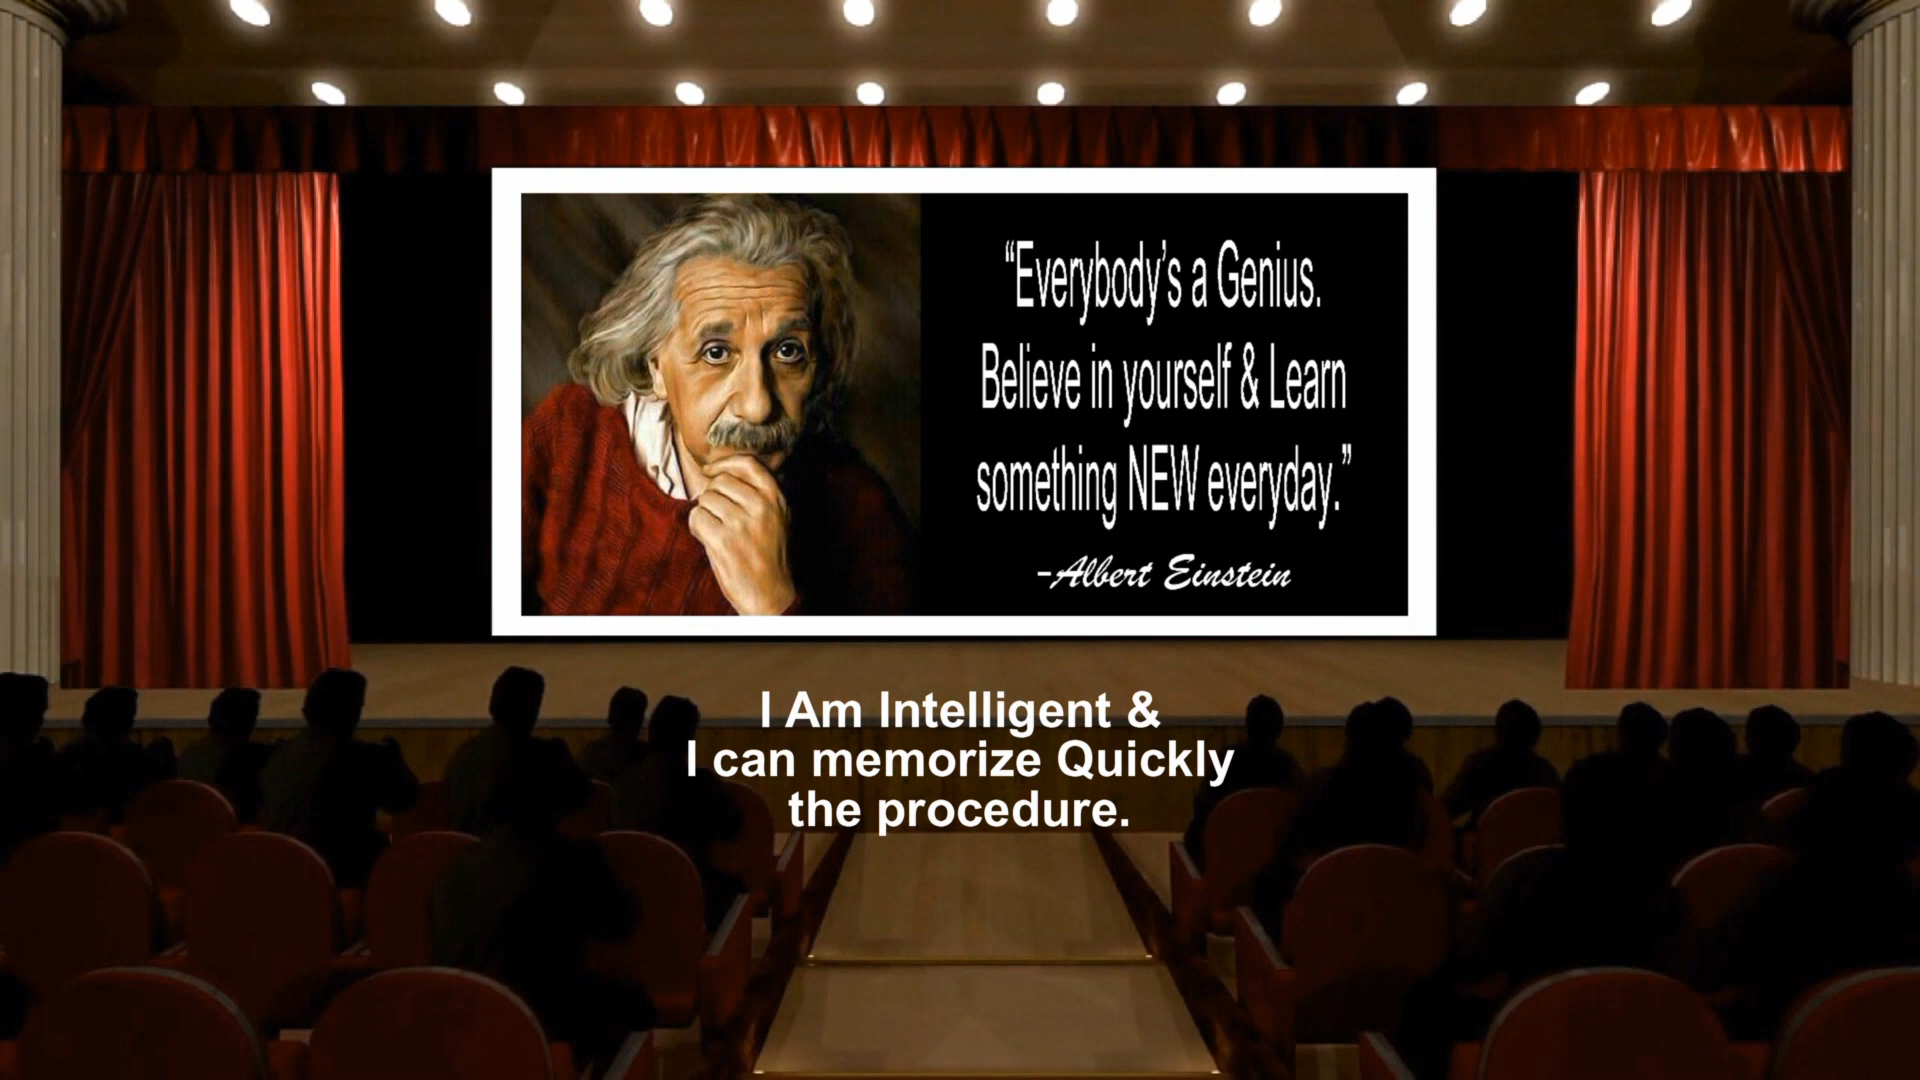 “Everybody’s a Genius.
Believe in yourself & Learn
something NEW everyday.”
-Albert Einstein
I Am Intelligent &
I can memorize Quickly
the procedure.